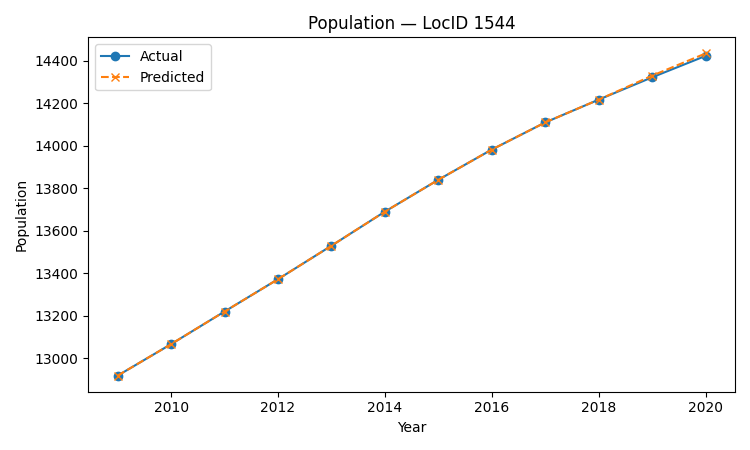 Population — LocID 1544
Actual
Predicted
14400
14200
14000
13800
13600
13400
13200
13000
Population
2010 2012 2014 2016 2018 2020
Year